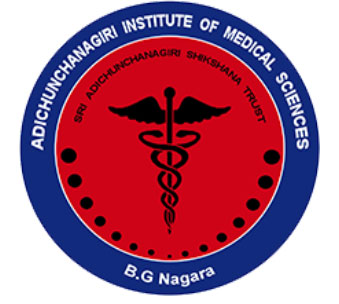 ADICHUNCHANAGIRI INSTITUTE OF MEDICAL SCIENCES
SRI ADICHUNCHANAGIRI SHIKSHANA TRUST
B.G Nagara